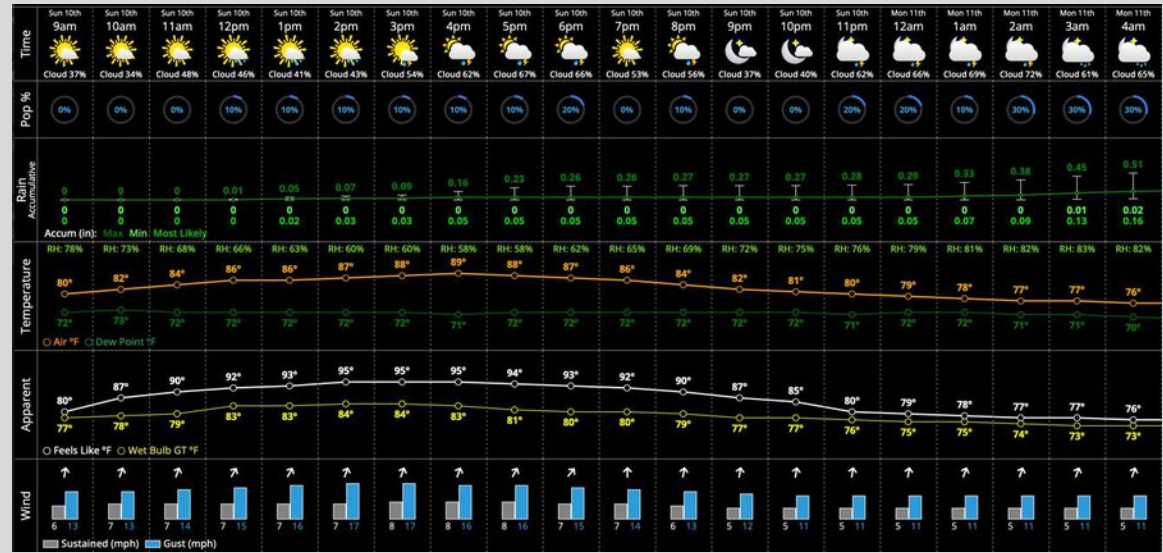 Time
Sun 10th Sun 10th Sun 10th Sun 10th Sun 10th Sun 10th Sun 10th Sun 10th Sun 10th Sun 10th Sun 10th Sun 10th Sun 10th Sun 10th Sun 10th Mon 11th Mon 11th Mon 11th Mon 11th Mon 11th
9am 10am 11am 12pm 1pm 2pm 3pm 4pm 5pm 6pm 7pm 8pm 9pm 10pm 11pm 12am 1am 2am 3am 4am
Cloud 37% Cloud 34% Cloud 48% Cloud 46% Cloud 41% Cloud 43% Cloud 54% Cloud 62% Cloud 67% Cloud 66% Cloud 53% Cloud 56% Cloud 37% Cloud 40% Cloud 62% Cloud 66% Cloud 69% Cloud 72% Cloud 61% Cloud 65%
Pop %
0% 0% 0% 10% 10% 10% 10% 10% 10% 20% 0% 10% 0% 0% 20% 20% 10% 30% 30% 30%
Rain
Accumulative
0 0 0 0.01 0.05 0.07 0.09 0.16 0.23 0.26 0.26 0.27 0.27 0.27 0.28 0.29 0.33 0.38 0.45 0.51
0 0 0 0 0 0 0 0 0 0 0 0 0 0 0 0 0 0 0.01 0.02
0 0 0 0 0.02 0.03 0.03 0.05 0.05 0.05 0.05 0.05 0.05 0.05 0.05 0.05 0.07 0.09 0.13 0.16
Accum (in): Max Min Most Likely
Temperature
RH: 78% RH: 73% RH: 68% RH: 66% RH: 63% RH: 60% RH: 60% RH: 58% RH: 58% RH: 62% RH: 65% RH: 69% RH: 72% RH: 75% RH: 76% RH: 79% RH: 81% RH: 82% RH: 83% RH: 82%
80° 82° 84° 86° 86° 87° 88° 89° 88° 87° 86° 84° 82° 81° 80° 79° 78° 77° 77° 76°
72° 73° 72° 72° 72° 72° 72° 71° 72° 72° 72° 72° 72° 72° 71° 72° 72° 71° 71° 70°
Air °F Dew Point °F
Apparent
80° 87° 90° 92° 93° 95° 95° 95° 94° 93° 92° 90° 87° 85° 80° 79° 78° 77° 77° 76°
77° 78° 79° 83° 83° 84° 84° 83° 81° 80° 80° 79° 77° 77° 76° 75° 75° 74° 73° 73°
Feels Like °F Wet Bulb GT °F
Wind
6 13 7 13 7 14 7 15 7 16 7 17 8 17 8 16 8 16 7 15 7 14 6 13 5 12 5 11 5 11 5 11 5 11 5 11 5 11 5 11
Sustained (mph) Gust (mph)